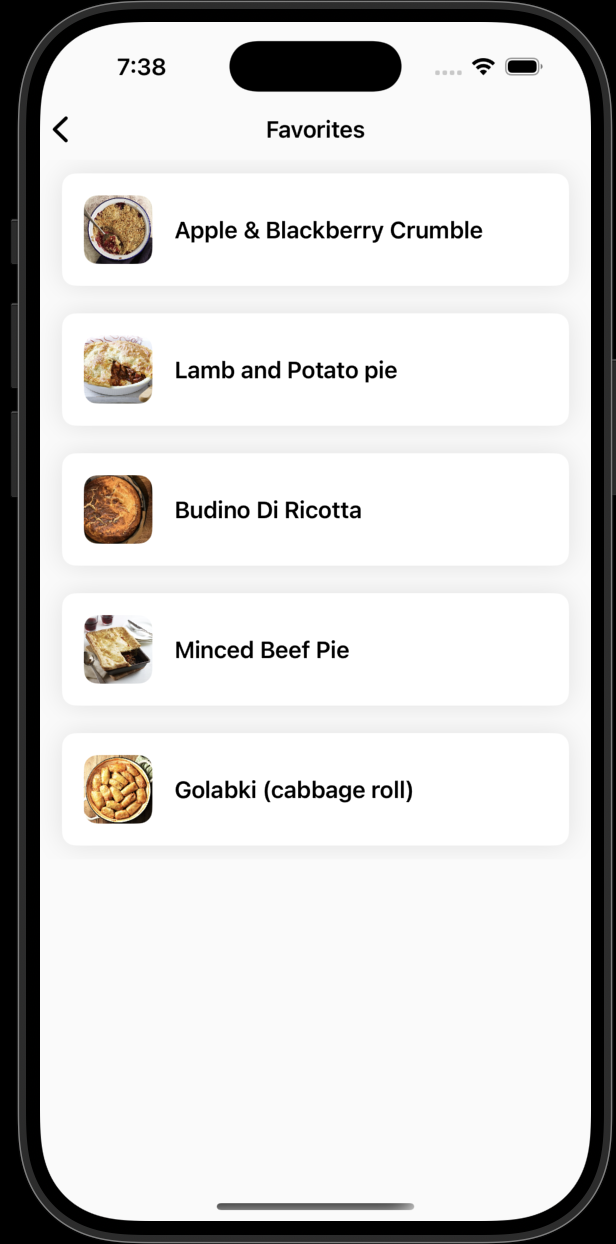 7:38
Favorites
Apple & Blackberry Crumble
Lamb and Potato pie
Budino Di Ricotta
Minced Beef Pie
Golabki (cabbage roll)